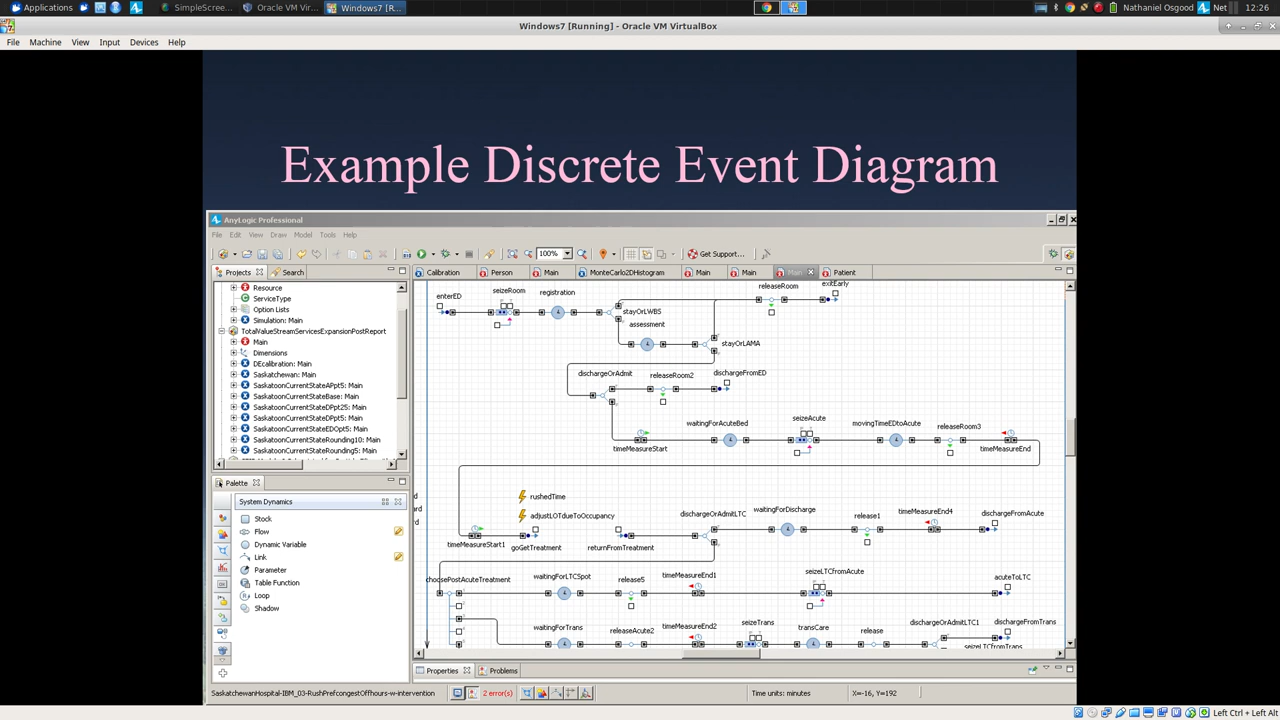 Applications
SimpleScree...
Oracle VM Virtu...
Windows7 [R...
Nathaniel Osgood
Net
12:26
Windows7 [Running] - Oracle VM VirtualBox
File Machine View Input Devices Help
Example Discrete Event Diagram
AnyLogic Professional
File Edit View Draw Model Tools Help
100%
Get Support...
Projects
Search
Calibration
Person
Main
MonteCarlo2DHistogram
Main
Main
Main
Patient
Resource
ServiceType
Option Lists
Simulation: Main
TotalValueStreamServicesExpansionPostReport
Main
Dimensions
DEcalibration: Main
Saskatchewan: Main
SaskatoonCurrentStateAPpt5: Main
SaskatoonCurrentStateBase: Main
SaskatoonCurrentStateDPpt25: Main
SaskatoonCurrentStateDPpt5: Main
SaskatoonCurrentStateEDOpt5: Main
SaskatoonCurrentStateRounding10: Main
SaskatoonCurrentStateRounding5: Main
Palette
System Dynamics
Stock
Flow
Dynamic Variable
Link
Parameter
Table Function
Loop
Shadow
enterED
seizeRoom
registration
releaseRoom
exitEarly
stayOrLWBS
assessment
stayOrLAMA
dischargeOrAdmit
releaseRoom2
dischargeFromED
waitingForAcuteBed
seizeAcute
movingTimeEDtoAcute
releaseRoom3
timeMeasureStart
timeMeasureEnd
rushedTime
adjustLOTdueToOccupancy
dischargeOrAdmitLTC
waitingForDischarge
release1
timeMeasureEnd4
dischargeFromAcute
timeMeasureStart1
goGetTreatment
returnFromTreatment
choosePostAcuteTreatment
waitingForLTCSpot
release5
timeMeasureEnd1
seizeLTCfromAcute
acuteToLTC
waitingForTrans
releaseAcute2
timeMeasureEnd2
seizeTrans
transCare
release
dischargeOrAdmitLTC1
dischargeFromTrans
seizeLTCfromTrans
Properties
Problems
SaskatchewanHospital-IBM_03-RushPrefcongestOffhours-w-intervention
2 error(s)
Time units: minutes
X=-16, Y=192
Left Ctrl + Left Alt